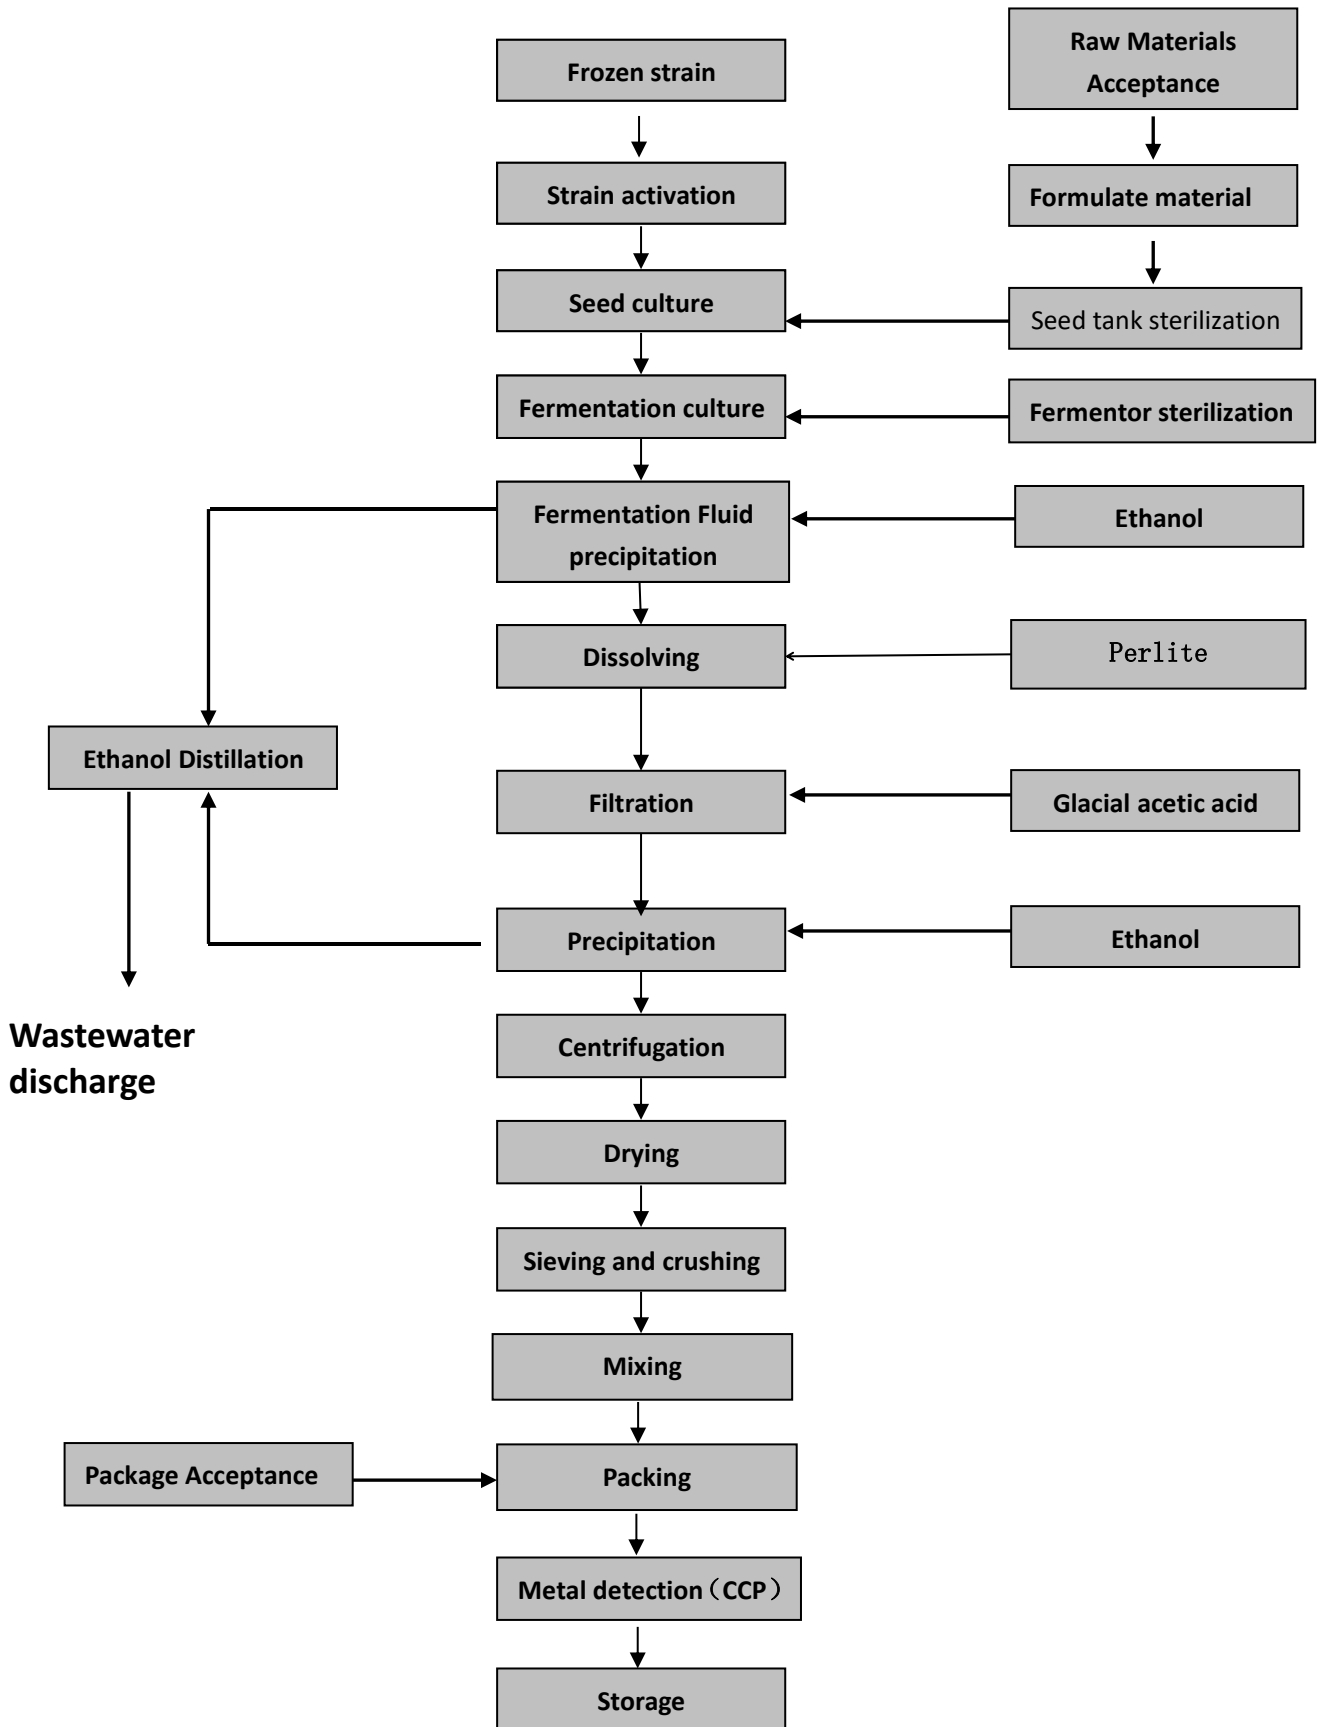 Frozen strain
Raw Materials
Acceptance
Strain activation
Formulate material
Seed culture
Seed tank sterilization
Fermentation culture
Fermentor sterilization
Fermentation Fluid
precipitation
Ethanol
Dissolving
Perlite
Ethanol Distillation
Filtration
Glacial acetic acid
Precipitation
Ethanol
Wastewater
discharge
Centrifugation
Drying
Sieving and crushing
Mixing
Package Acceptance
Packing
Metal detection（CCP）
Storage